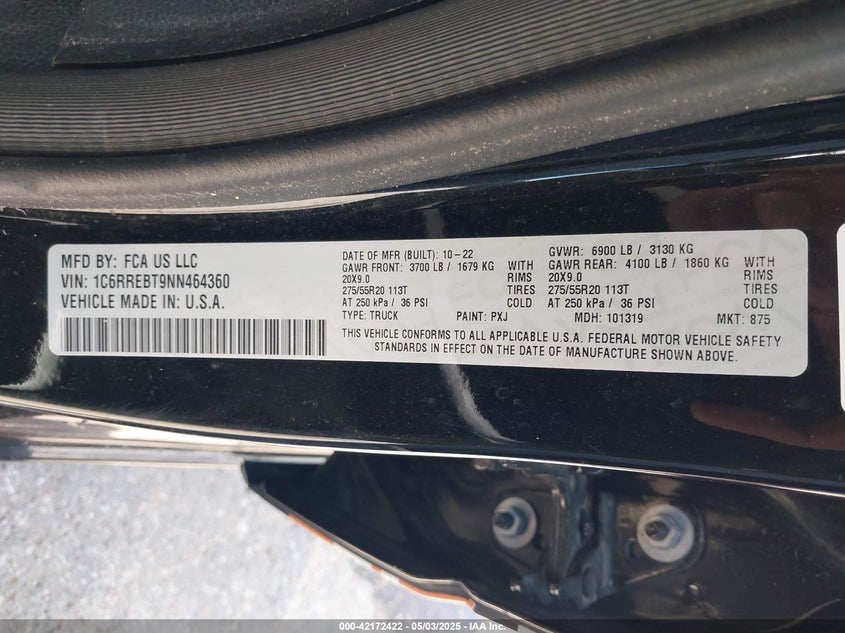 MFD BY: FCA US LLC
VIN: 1C6RREBT9NN464360
VEHICLE MADE IN: U.S.A.
DATE OF MFR (BUILT): 10-22
GVWR: 6900 LB / 3130 KG
GAWR FRONT: 3700 LB / 1679 KG WITH
GAWR REAR: 4100 LB / 1860 KG WITH
20X9.0 RIMS
20X9.0 RIMS
275/55R20 113T TIRES
275/55R20 113T TIRES
AT 250 kPa / 36 PSI COLD
AT 250 kPa / 36 PSI COLD
TYPE: TRUCK PAINT: PXJ MDH: 101319 MKT: 875
THIS VEHICLE CONFORMS TO ALL APPLICABLE U.S.A. FEDERAL MOTOR VEHICLE SAFETY
STANDARDS IN EFFECT ON THE DATE OF MANUFACTURE SHOWN ABOVE.
000-42172422 - 05/03/2025 - IAA Inc.